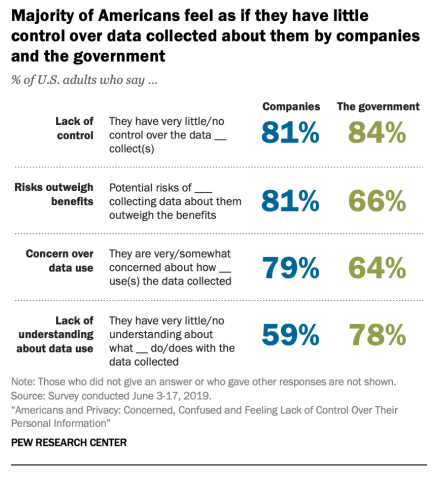 Majority of Americans feel as if they have little
control over data collected about them by companies
and the government
% of U.S. adults who say ...
Companies The government
Lack of
control
They have very little/no
control over the data __
collect(s)
81% 84%
Risks outweigh
benefits
Potential risks of ___
collecting data about them
outweigh the benefits
81% 66%
Concern over
data use
They are very/somewhat
concerned about how __
use(s) the data collected
79% 64%
Lack of
understanding
about data use
They have very little/no
understanding about
what __ do/does with the
data collected
59% 78%
Note: Those who did not give an answer or who gave other responses are not shown.
Source: Survey conducted June 3-17, 2019.
“Americans and Privacy: Concerned, Confused and Feeling Lack of Control Over Their
Personal Information”
PEW RESEARCH CENTER